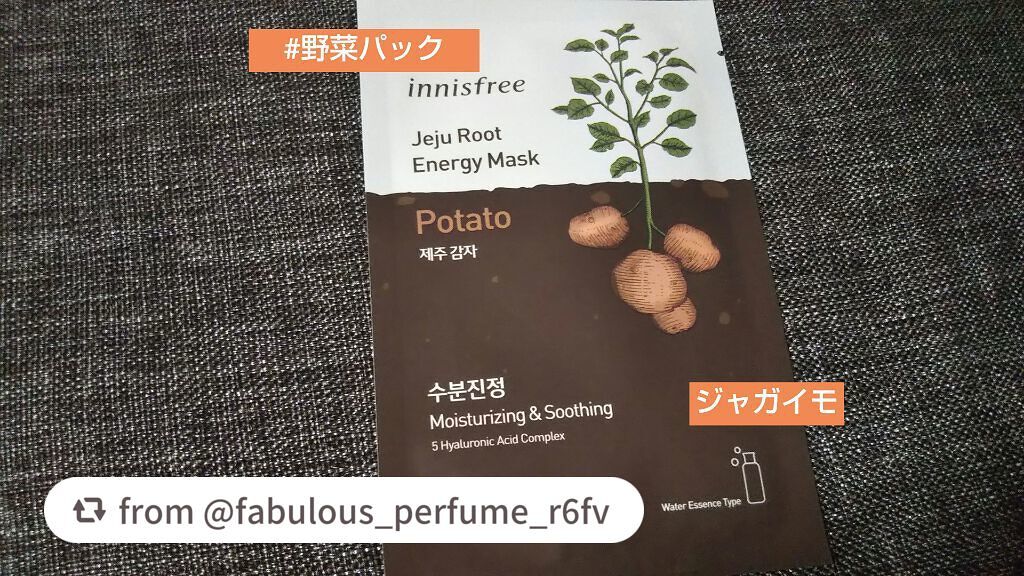 #野菜パック
innisfree
Jeju Root
Energy Mask
Potato
제주 감자
수분진정
Moisturizing & Soothing
5 Hyaluronic Acid Complex
ジャガイモ
Water Essence Type
from @fabulous_perfume_r6fv